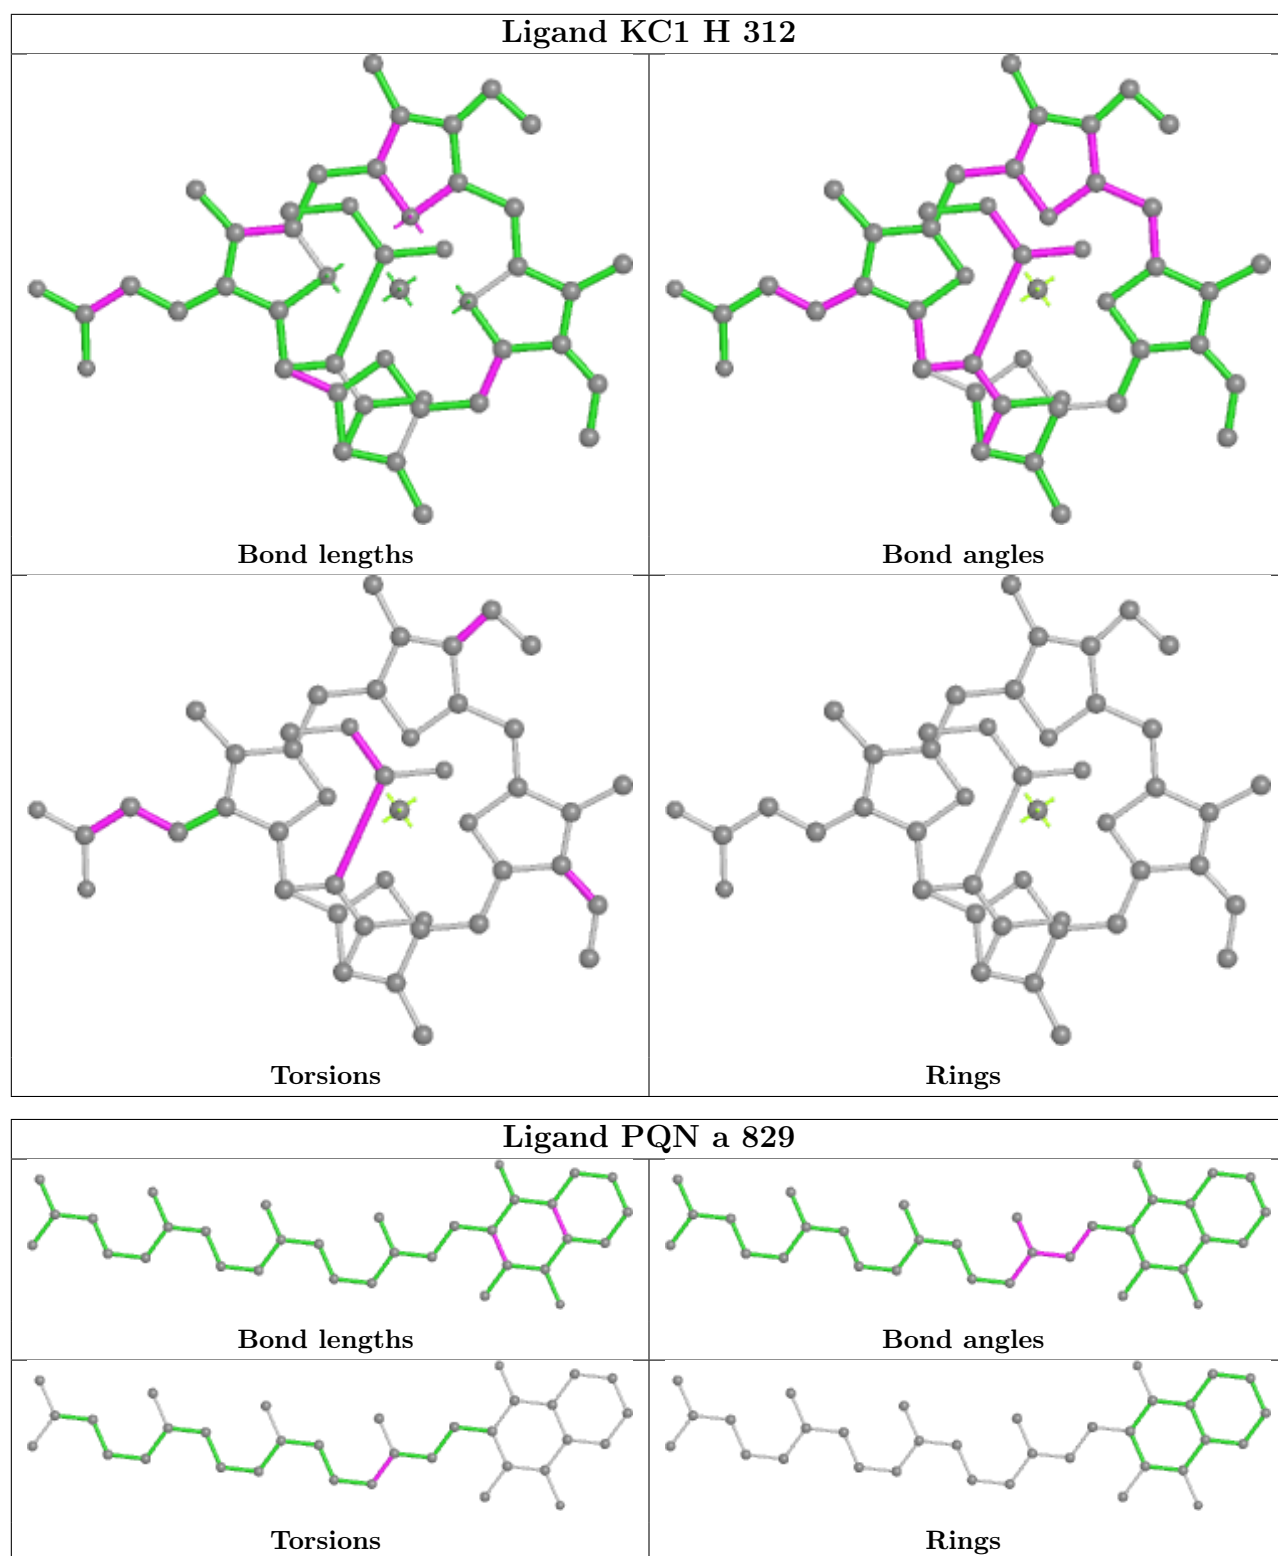 Ligand KC1 H 312
Bond lengths
Bond angles
Torsions
Rings
Ligand PQN a 829
Bond lengths
Bond angles
Torsions
Rings